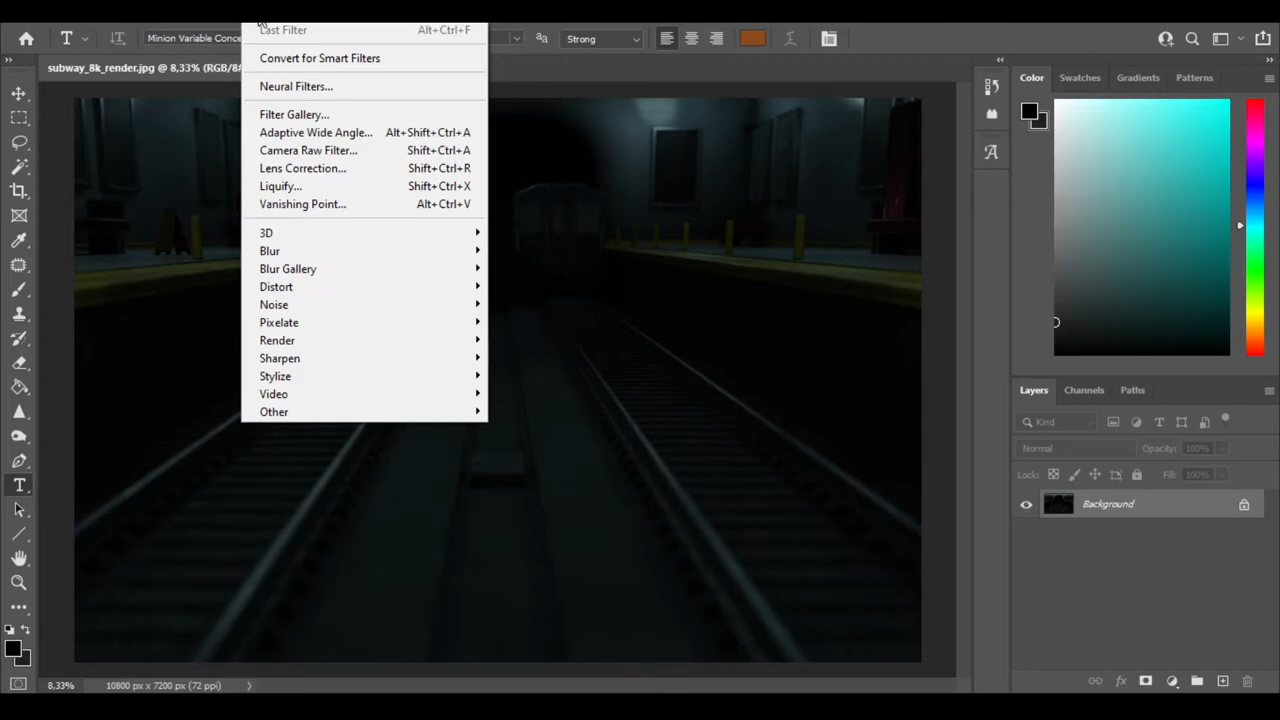 Last Filter Alt+Ctrl+F
Minion Variable Conce
Strong
Convert for Smart Filters
subway_8k_render.jpg @ 8,33% (RGB/8#
Color Swatches Gradients Patterns
Neural Filters...
Filter Gallery...
Adaptive Wide Angle... Alt+Shift+Ctrl+A
Camera Raw Filter... Shift+Ctrl+A
Lens Correction... Shift+Ctrl+R
Liquify... Shift+Ctrl+X
Vanishing Point... Alt+Ctrl+V
3D
Blur
Blur Gallery
Distort
Noise
Pixelate
Render
Sharpen
Stylize
Video
Other
Layers Channels Paths
Kind
Normal Opacity: 100%
Lock: Fill: 100%
Background
8,33% 10800 px x 7200 px (72 ppi)